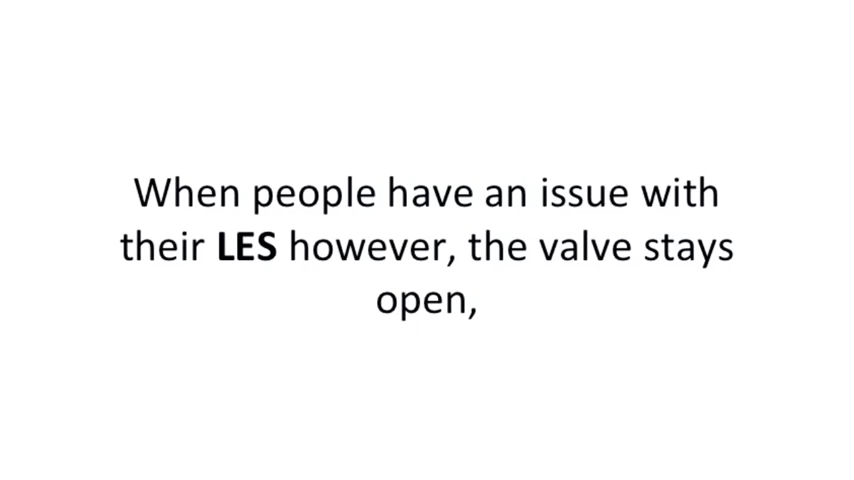 When people have an issue with
their LES however, the valve stays
open,